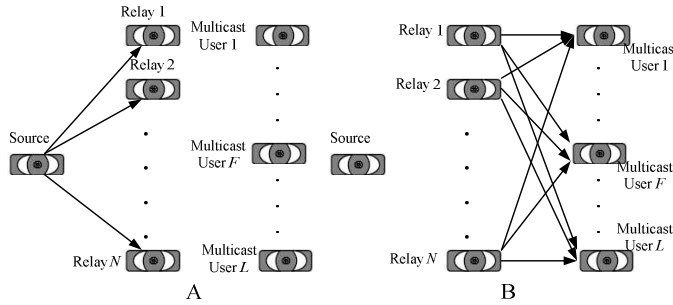 Relay 1
Multicast
User 1
Relay 2
Source
Multicast
User F
Relay N
Multicast
User L
A
Relay 1
Multicast
User 1
Relay 2
Source
Multicast
User F
Multicast
User L
Relay N
B